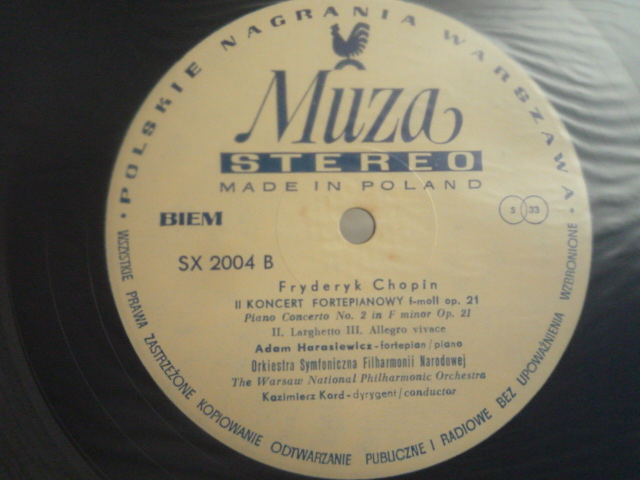 POLSKIE NAGRANIA WARSZAWA
Muza
STEREO
MADE IN POLAND
BIEM
S 33
SX 2004 B
Fryderyk Chopin
II KONCERT FORTEPIANOWY f-moll op. 21
Piano Concerto No. 2 in F minor Op. 21
II. Larghetto III. Allegro vivace
Adam Harasiewicz - fortepian / piano
Orkiestra Symfoniczna Filharmonii Narodowej
The Warsaw National Philharmonic Orchestra
Kazimierz Kord - dyrygent / conductor
WSZYSTKIE PRAWA ZASTRZEŻONE KOPIOWANIE ODTWARZANIE PUBLICZNE I RADIOWE BEZ UPOWAŻNIENIA WZBRONIONE